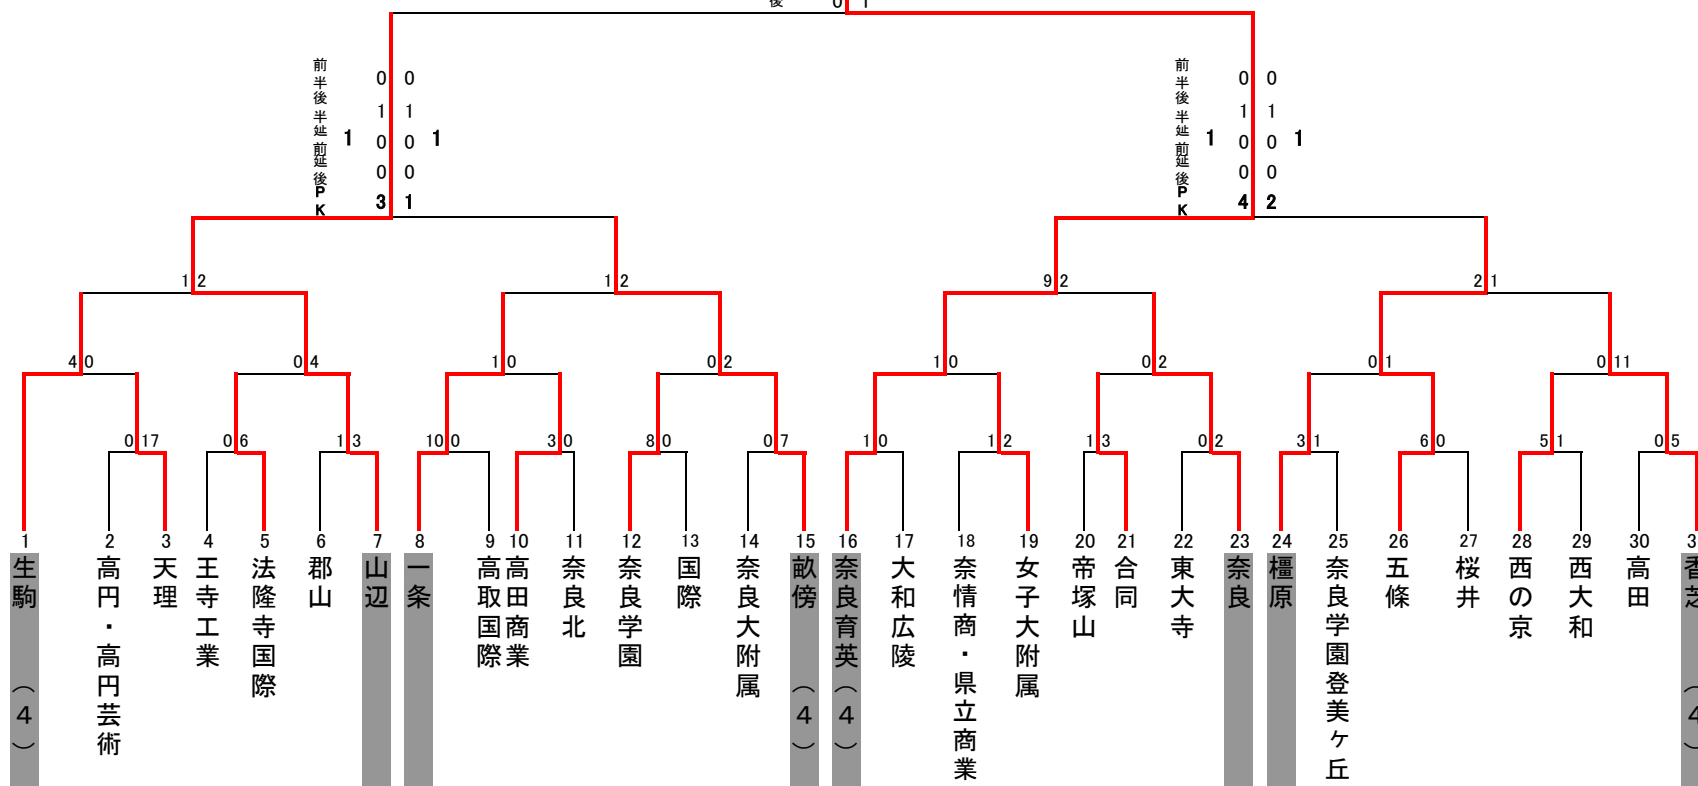 後 0 1
前半 0 0 前半 0 0
後半 1 1 後半 1 1
1 1 1 1
延前 0 0 延前 0 0
延後 0 0 延後 0 0
PK 3 1 PK 4 2
1 2 1 2 9 2 2 1
4 0 0 4 1 0 0 2 1 0 0 2 0 1 0 11
0 17 0 6 1 3 10 0 3 0 8 0 0 7 1 0 1 2 1 3 0 2 3 1 6 0 5 1 0 5
1 生駒 (4)
2 高円・高円芸術
3 天理
4 王寺工業
5 法隆寺国際
6 郡山
7 山辺
8 一条
9 高取国際
10 高田商業
11 奈良北
12 奈良学園
13 国際
14 奈良大附属
15 畝傍 (4)
16 奈良育英 (4)
17 大和広陵
18 奈情商・県立商業
19 女子大附属
20 帝塚山
21 合同
22 東大寺
23 奈良
24 橿原
25 奈良学園登美ヶ丘
26 五條
27 桜井
28 西の京
29 西大和
30 高田
香芝 (4)